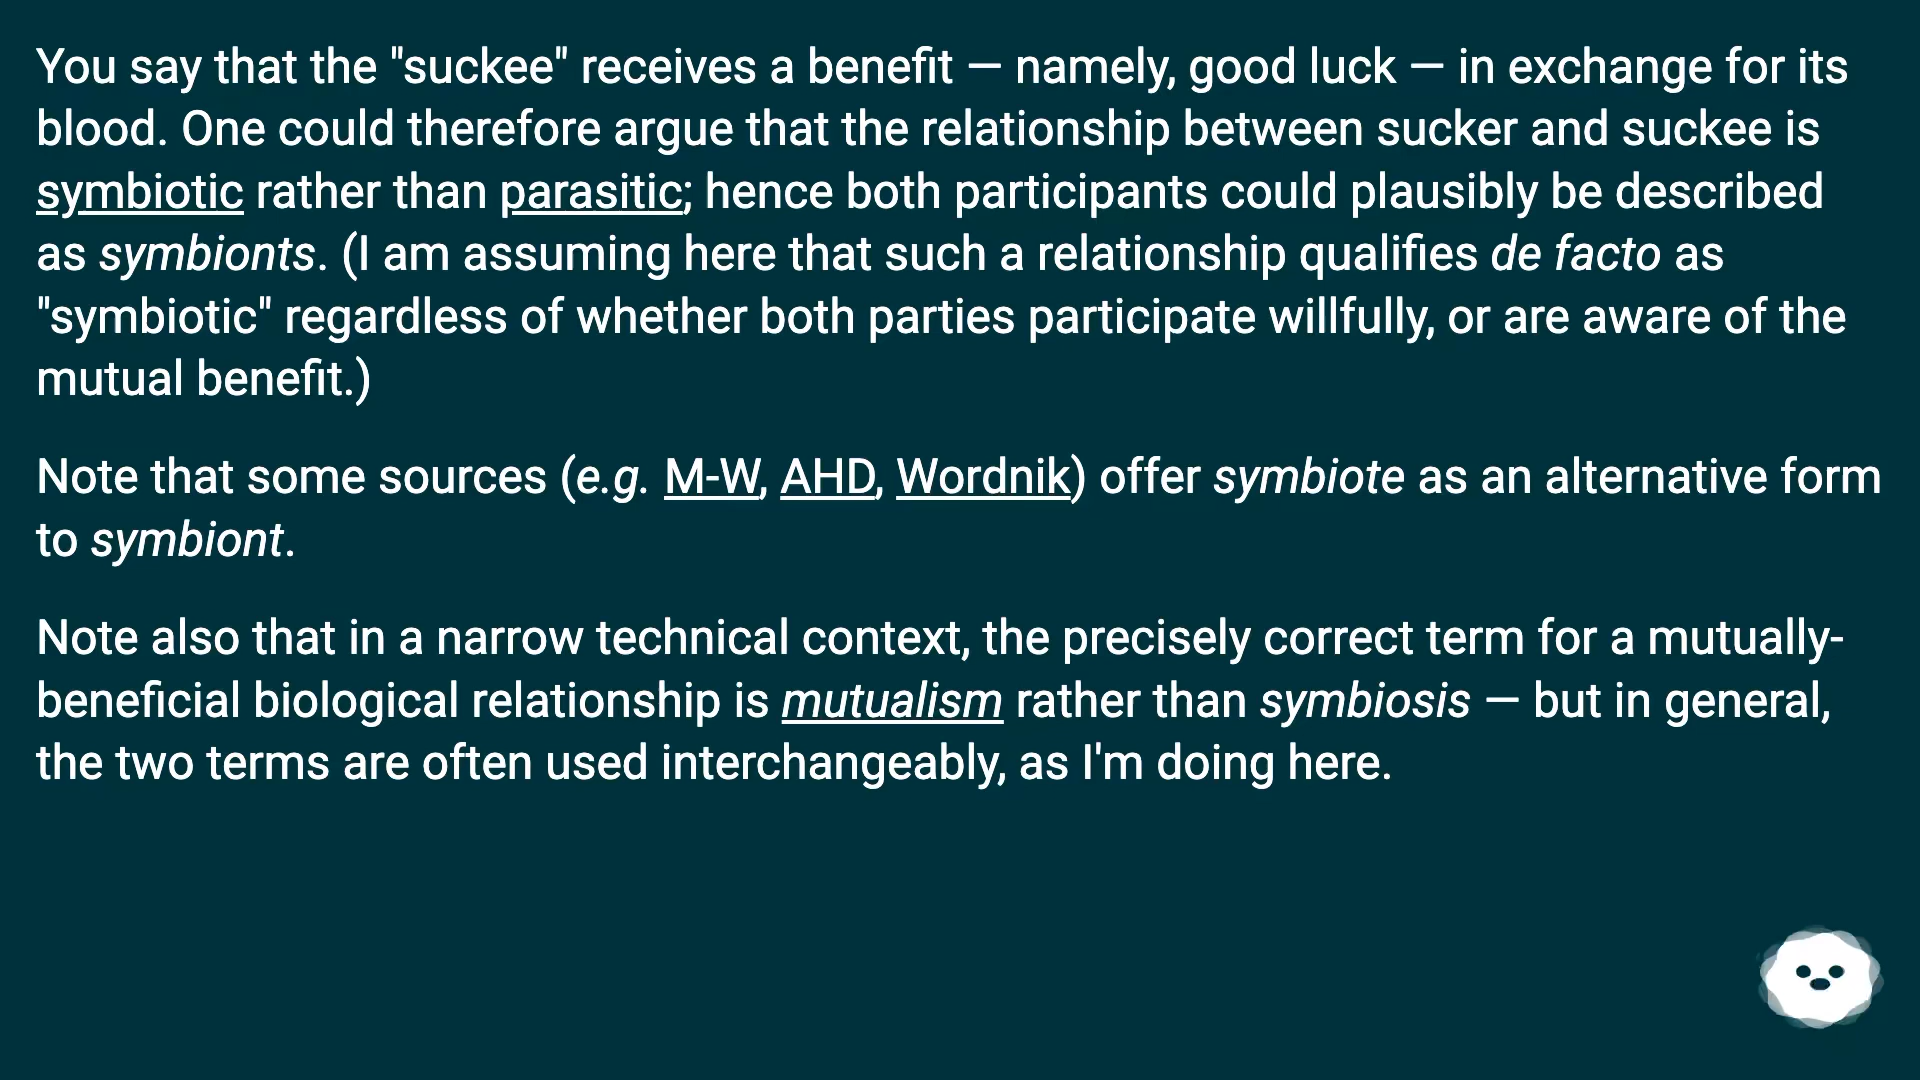 You say that the "suckee" receives a benefit — namely, good luck — in exchange for its
blood. One could therefore argue that the relationship between sucker and suckee is
symbiotic rather than parasitic; hence both participants could plausibly be described
as symbionts. (I am assuming here that such a relationship qualifies de facto as
"symbiotic" regardless of whether both parties participate willfully, or are aware of the
mutual benefit.)
Note that some sources (e.g. M-W, AHD, Wordnik) offer symbiote as an alternative form
to symbiont.
Note also that in a narrow technical context, the precisely correct term for a mutually-
beneficial biological relationship is mutualism rather than symbiosis — but in general,
the two terms are often used interchangeably, as I'm doing here.